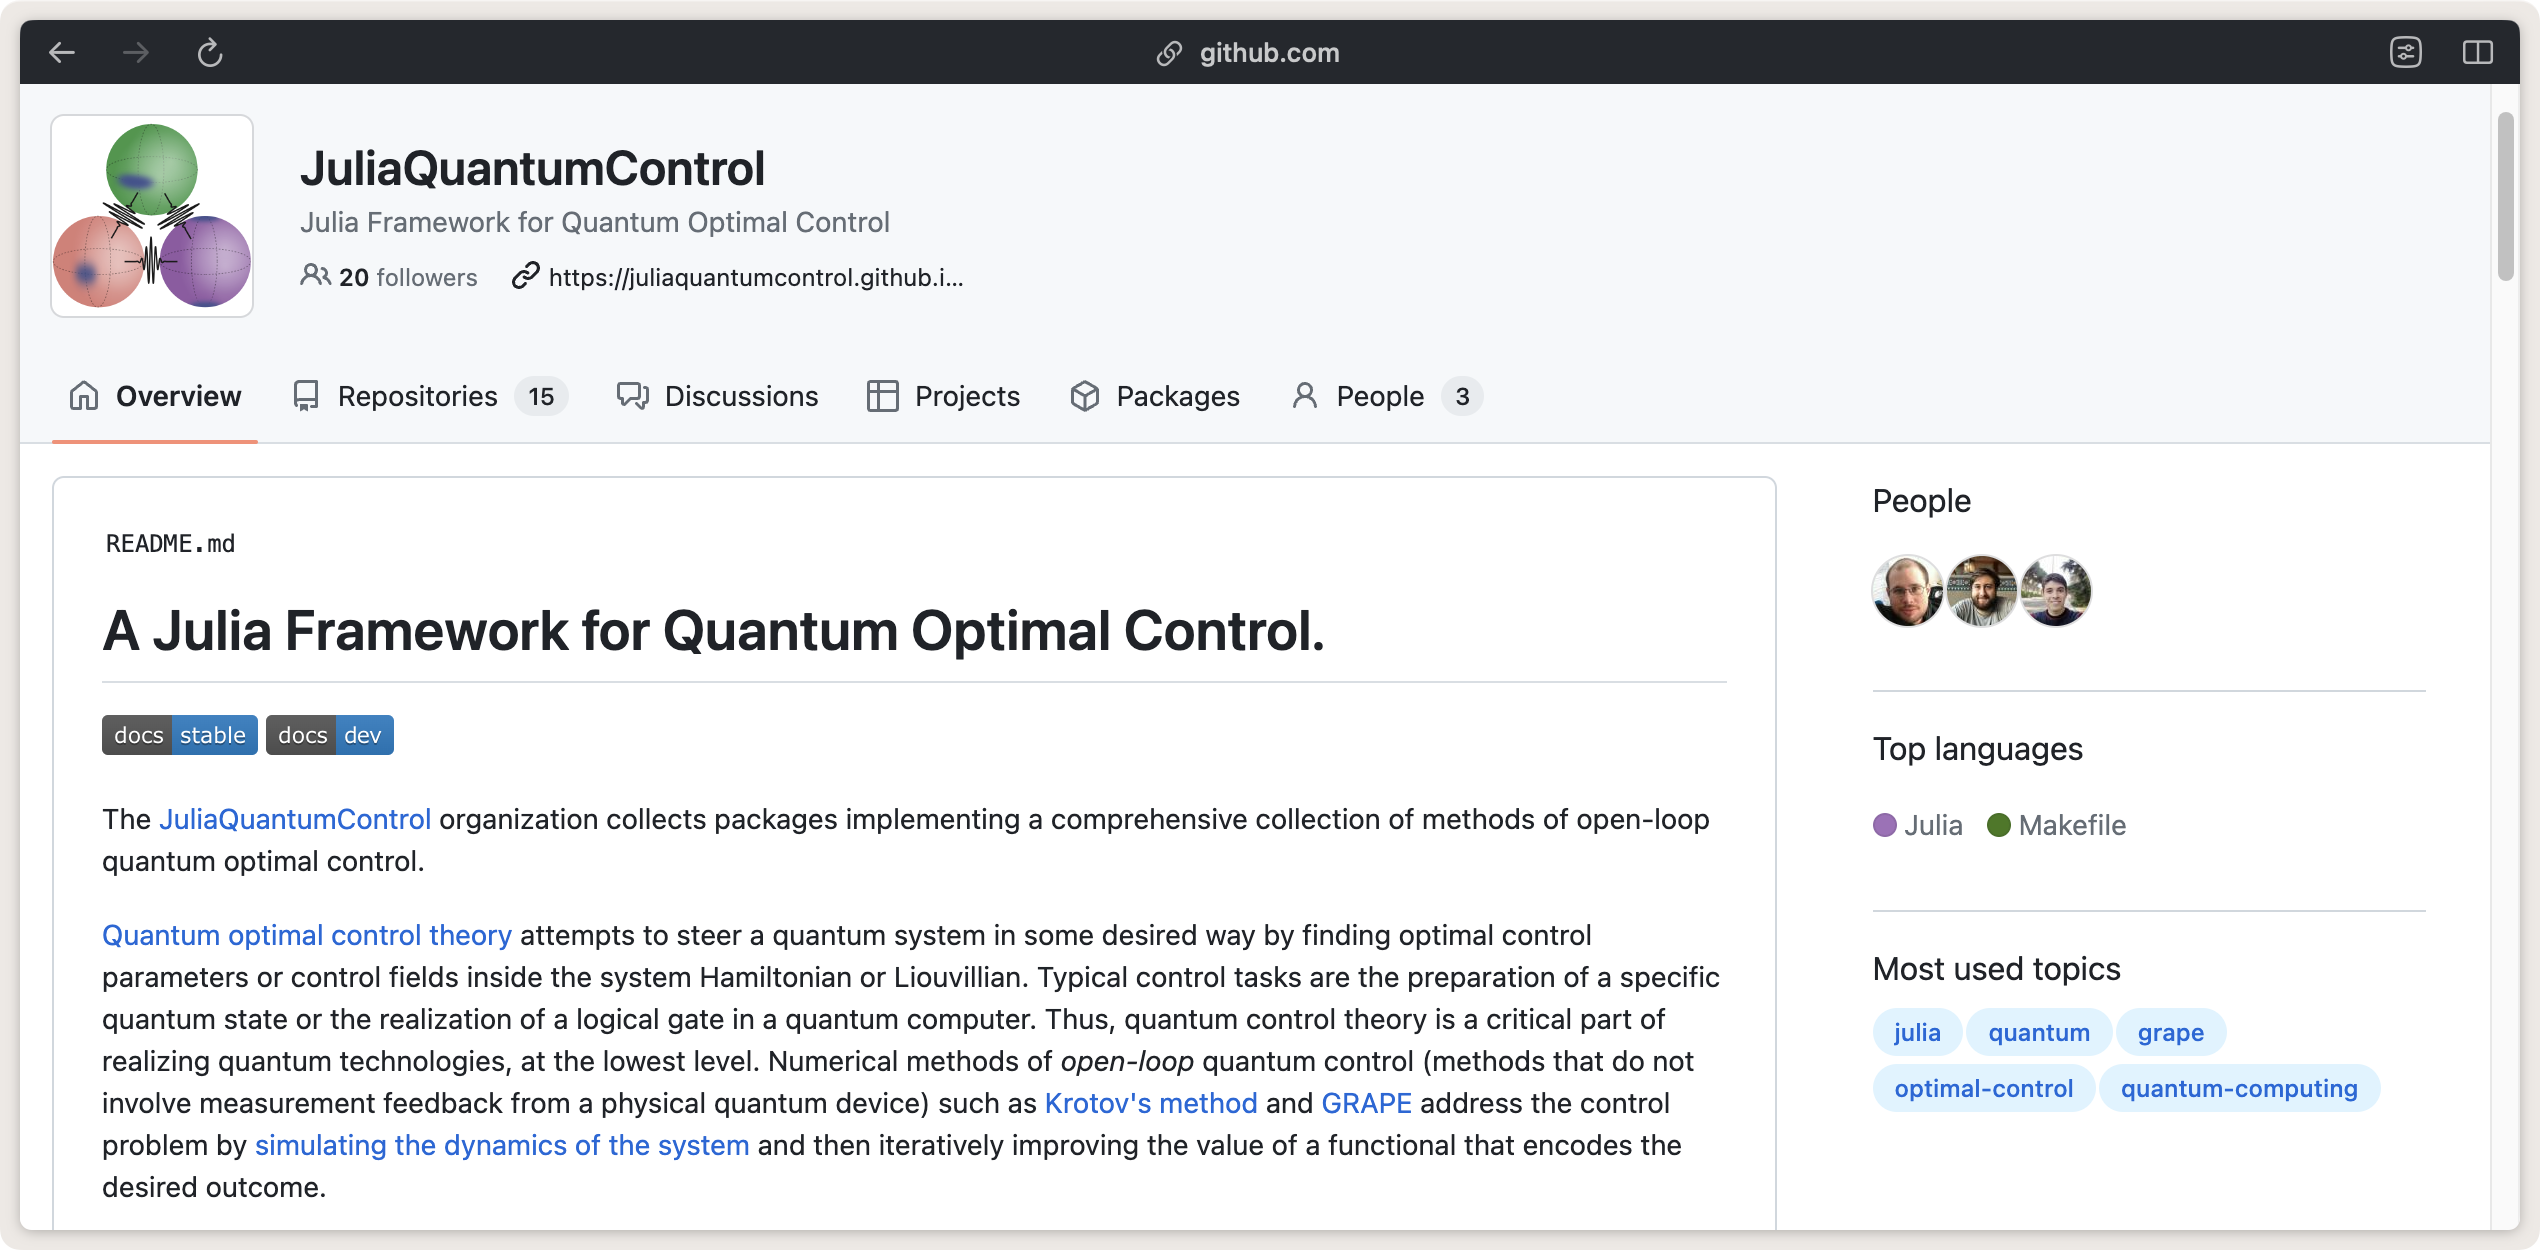 github.com
JuliaQuantumControl
Julia Framework for Quantum Optimal Control
20 followers https://juliaquantumcontrol.github.i...
Overview Repositories 15 Discussions Projects Packages People 3
README.md
A Julia Framework for Quantum Optimal Control.
docs stable docs dev
The JuliaQuantumControl organization collects packages implementing a comprehensive collection of methods of open-loop
quantum optimal control.
Quantum optimal control theory attempts to steer a quantum system in some desired way by finding optimal control
parameters or control fields inside the system Hamiltonian or Liouvillian. Typical control tasks are the preparation of a specific
quantum state or the realization of a logical gate in a quantum computer. Thus, quantum control theory is a critical part of
realizing quantum technologies, at the lowest level. Numerical methods of open-loop quantum control (methods that do not
involve measurement feedback from a physical quantum device) such as Krotov's method and GRAPE address the control
problem by simulating the dynamics of the system and then iteratively improving the value of a functional that encodes the
desired outcome.
People
Top languages
Julia Makefile
Most used topics
julia quantum grape
optimal-control quantum-computing